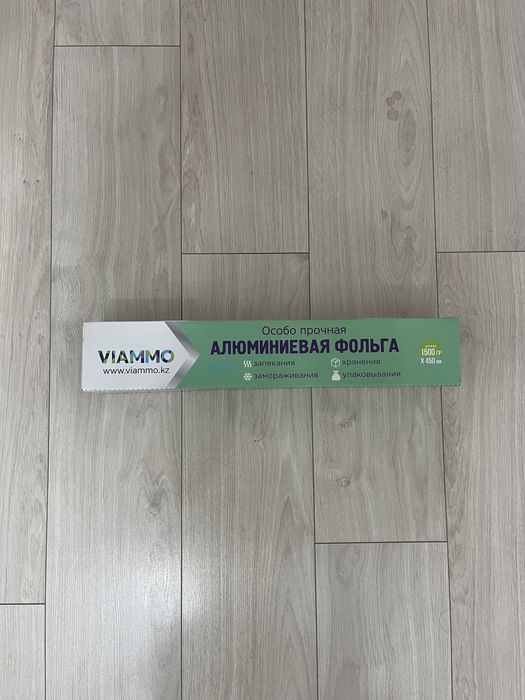 Особо прочная
АЛЮМИНИЕВАЯ ФОЛЬГА
VIAMMO
www.viammo.kz
запекания
хранения
замораживания
упаковывания
1500 ГР
X 450 мм